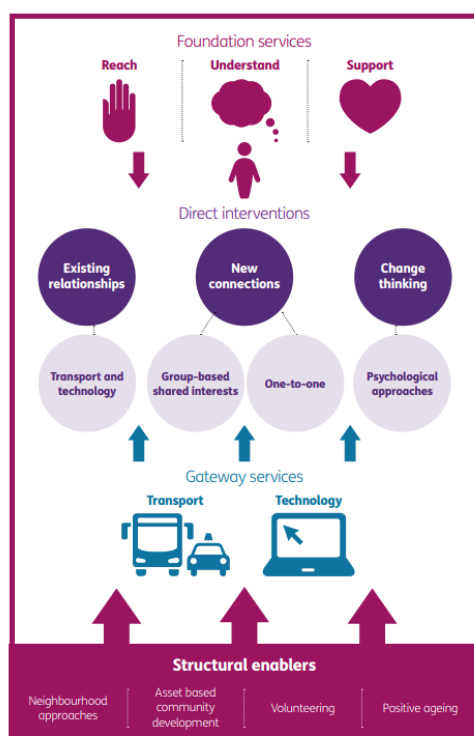 Foundation services
Reach
Understand
Support
Direct interventions
Existing
relationships
New
connections
Change
thinking
Transport and
technology
Group-based
shared interests
One-to-one
Psychological
approaches
Gateway services
Transport
Technology
Structural enablers
Neighbourhood
approaches
Asset based
community
development
Volunteering
Positive ageing